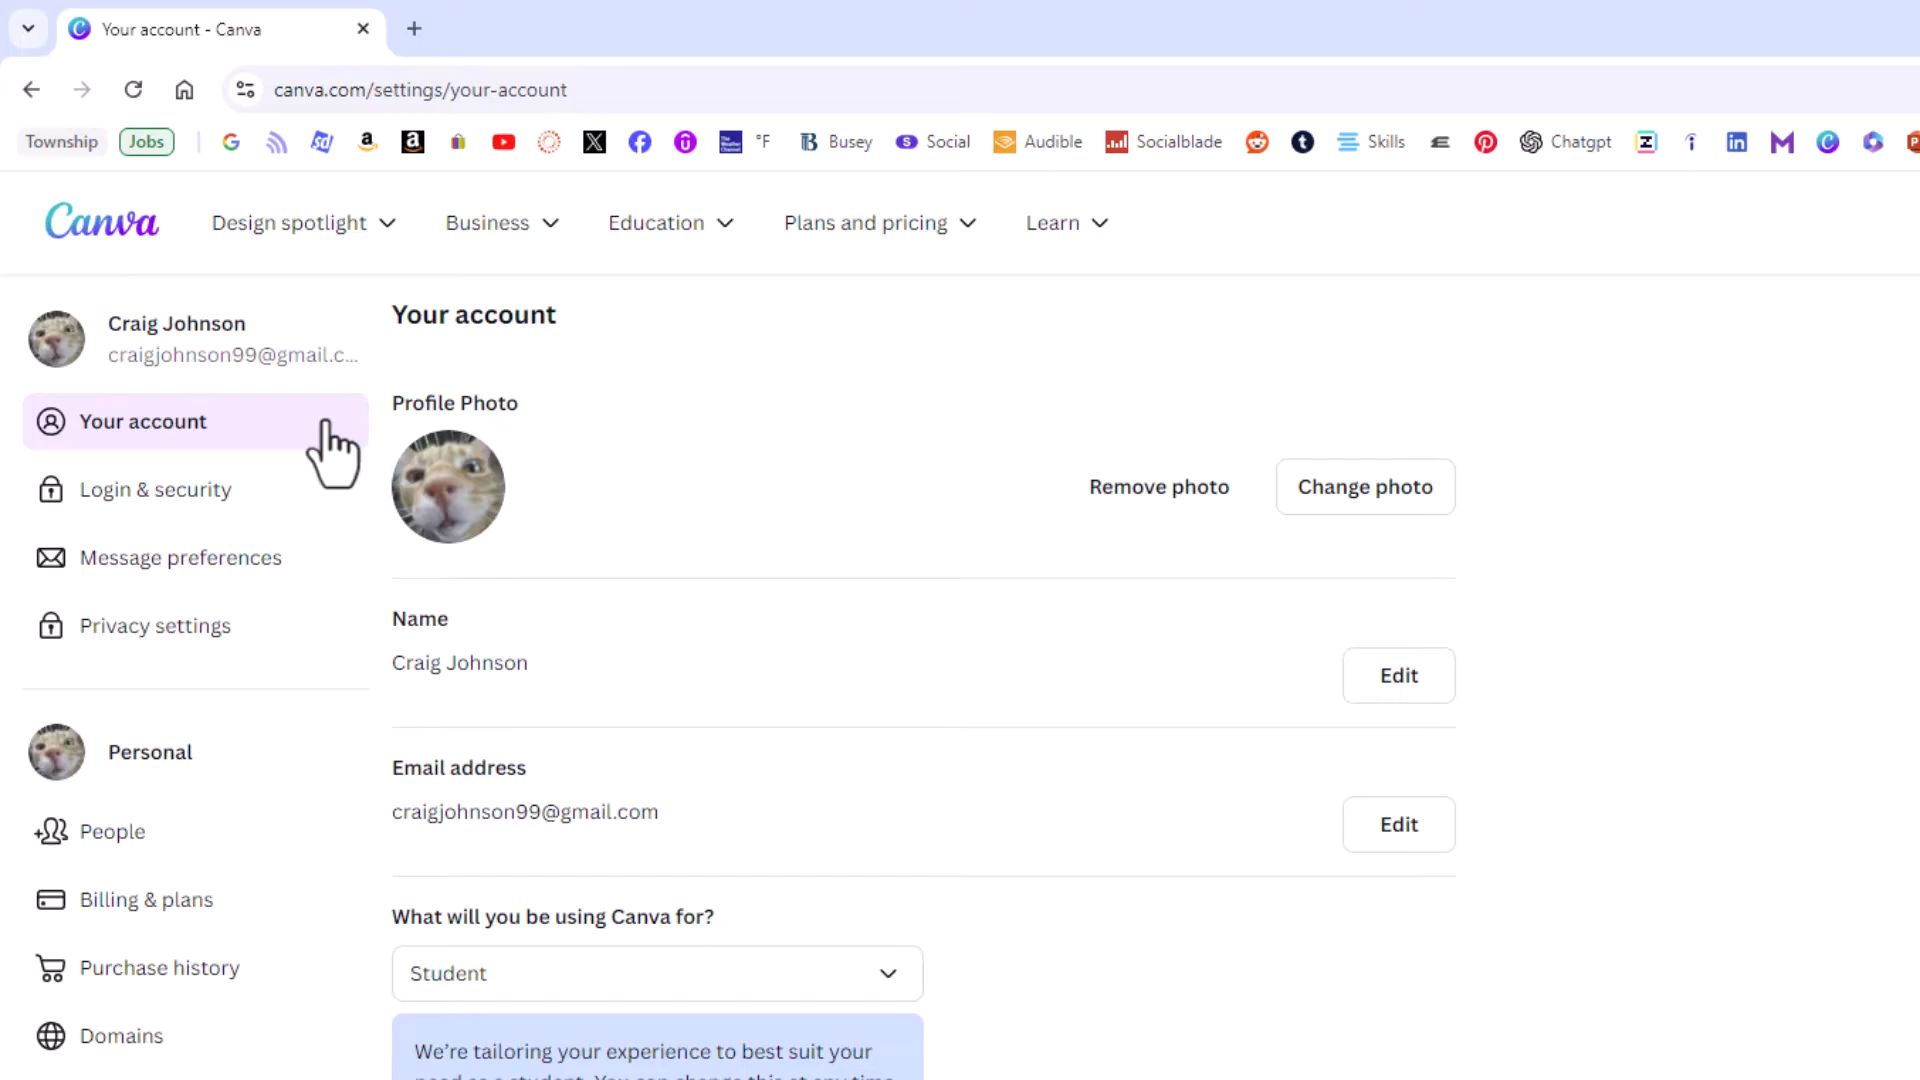 Your account - Canva
canva.com/settings/your-account
Township Jobs °F Busey Social Audible Socialblade Skills Chatgpt
Canva Design spotlight Business Education Plans and pricing Learn
Craig Johnson
craigjohnson99@gmail.c...
Your account
Login & security
Message preferences
Privacy settings
Personal
People
Billing & plans
Purchase history
Domains
Your account
Profile Photo
Remove photo Change photo
Name
Craig Johnson
Edit
Email address
craigjohnson99@gmail.com
Edit
What will you be using Canva for?
Student
We're tailoring your experience to best suit your
need as a student. You can change this at any time